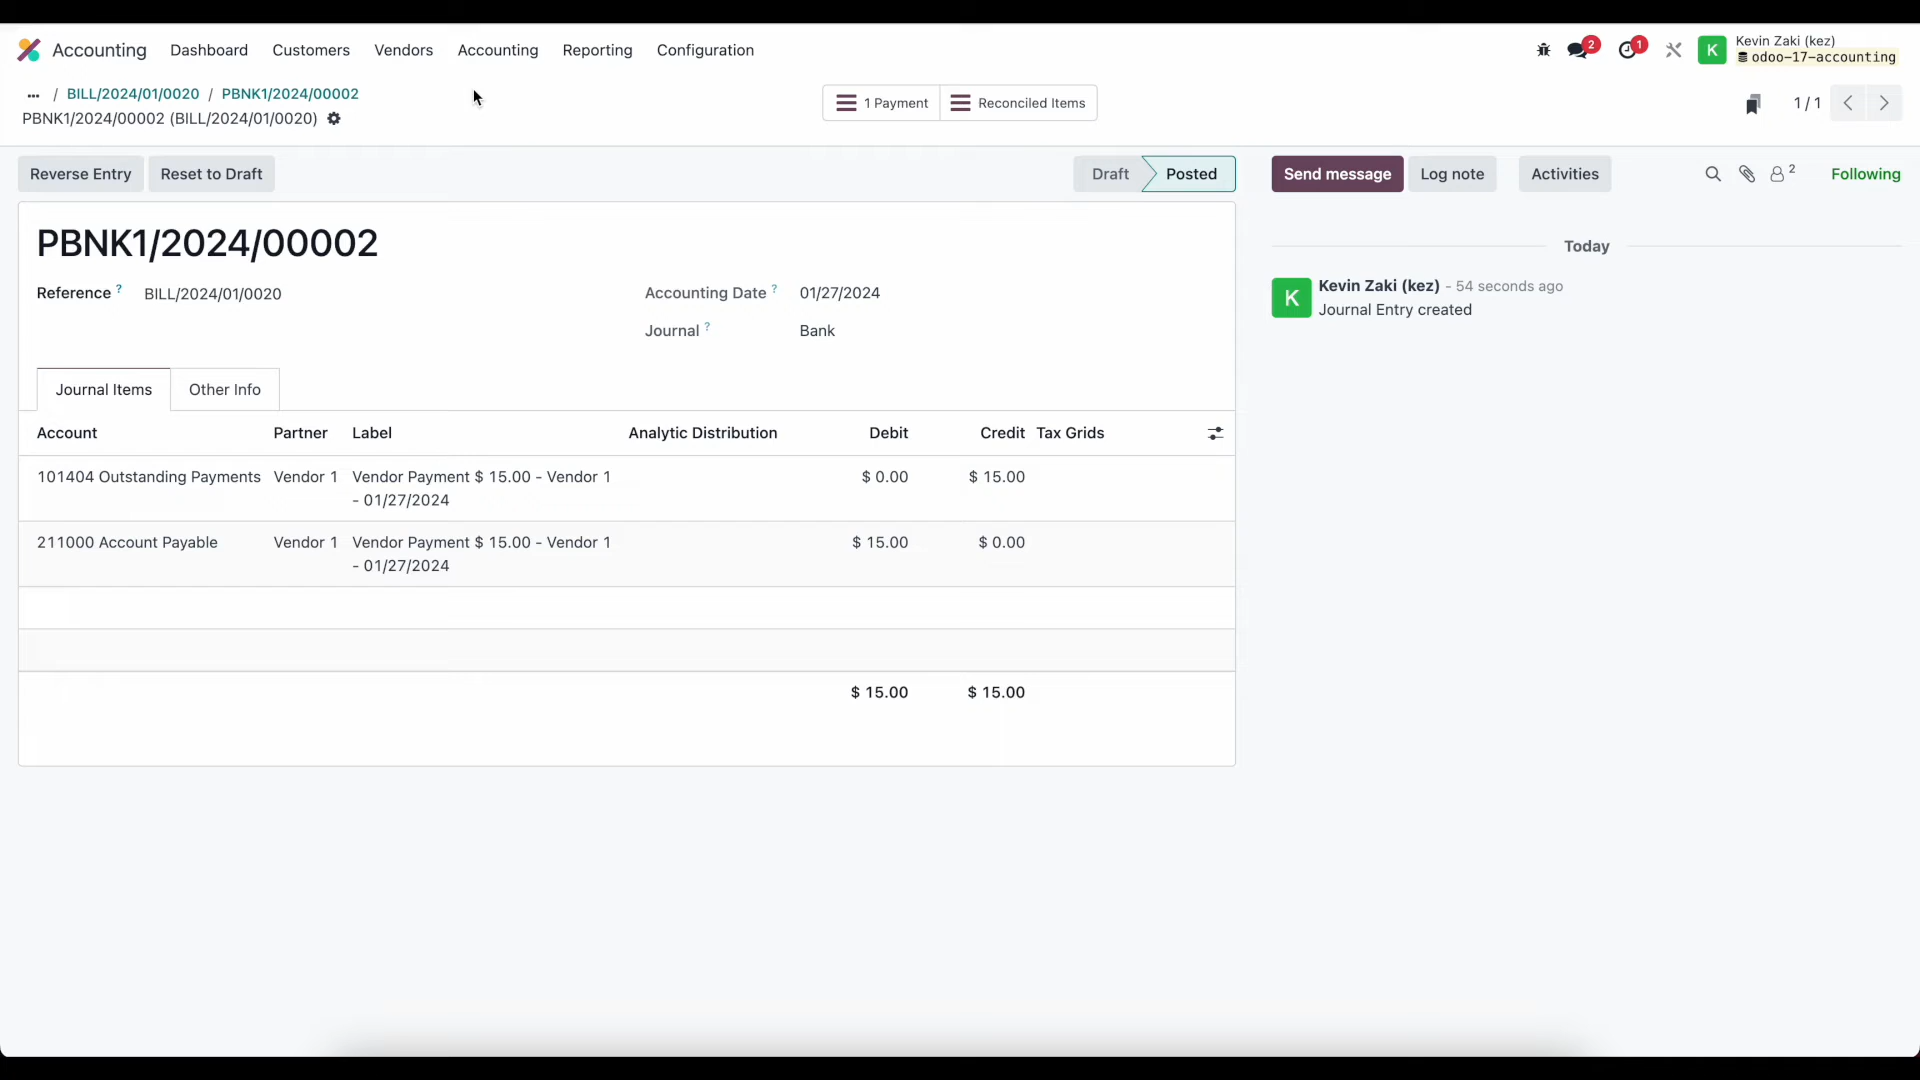 Accounting Dashboard Customers Vendors Accounting Reporting Configuration 2 1 K Kevin Zaki (kez)
odoo-17-accounting
... / BILL/2024/01/0020 / PBNK1/2024/00002
PBNK1/2024/00002 (BILL/2024/01/0020)
1 Payment Reconciled Items 1 / 1
Reverse Entry Reset to Draft Draft Posted Send message Log note Activities 2 Following
PBNK1/2024/00002
Reference ? BILL/2024/01/0020
Accounting Date ? 01/27/2024
Journal ? Bank
Today
K Kevin Zaki (kez) - 54 seconds ago
Journal Entry created
Journal Items Other Info
Account Partner Label Analytic Distribution Debit Credit Tax Grids
101404 Outstanding Payments Vendor 1 Vendor Payment $ 15.00 - Vendor 1 $ 0.00 $ 15.00
- 01/27/2024
211000 Account Payable Vendor 1 Vendor Payment $ 15.00 - Vendor 1 $ 15.00 $ 0.00
- 01/27/2024
$ 15.00 $ 15.00